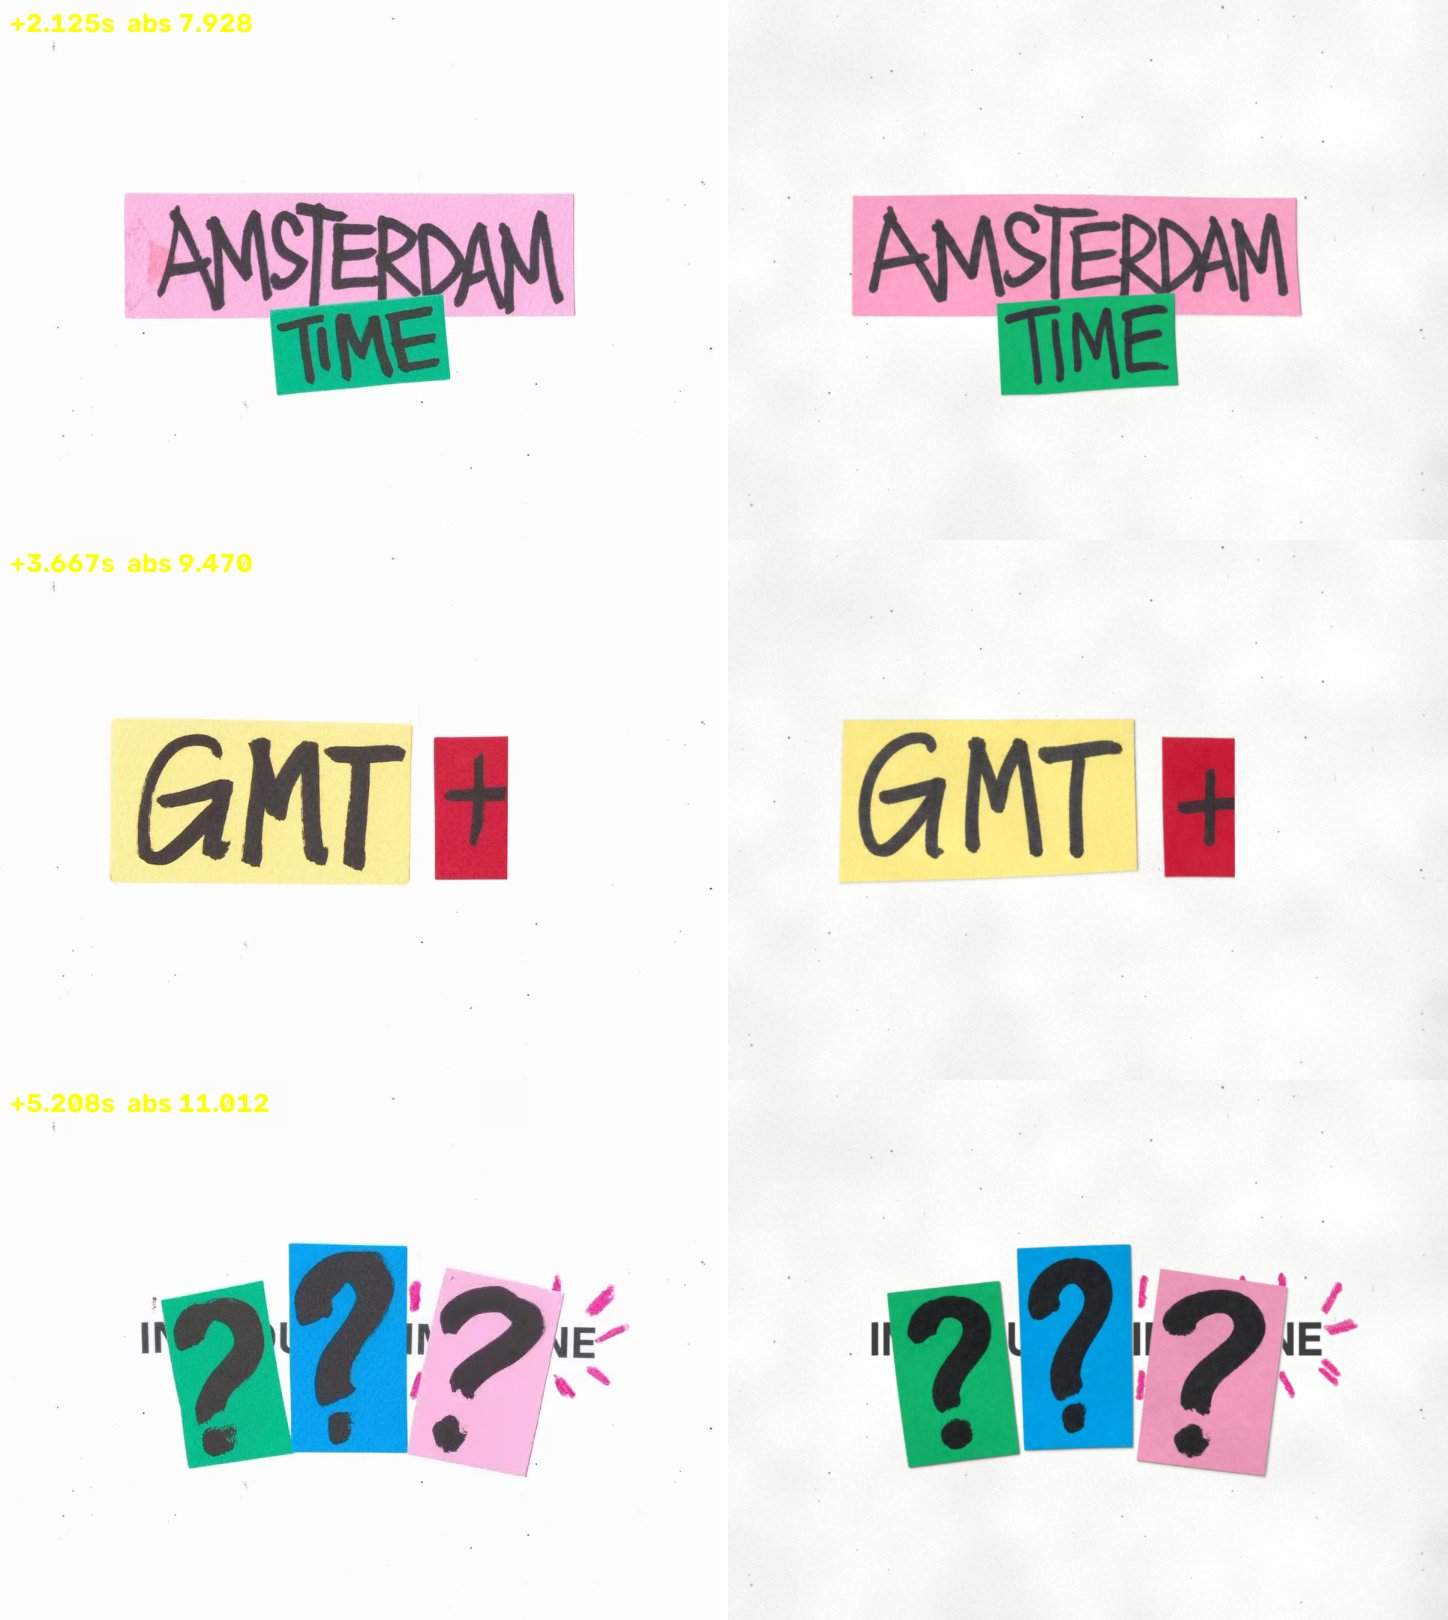 +2.125s abs 7.928
AMSTERDAM
TIME
AMSTERDAM
TIME
+3.667s abs 9.470
GMT +
GMT +
+5.208s abs 11.012
? ? ?
? ? ?